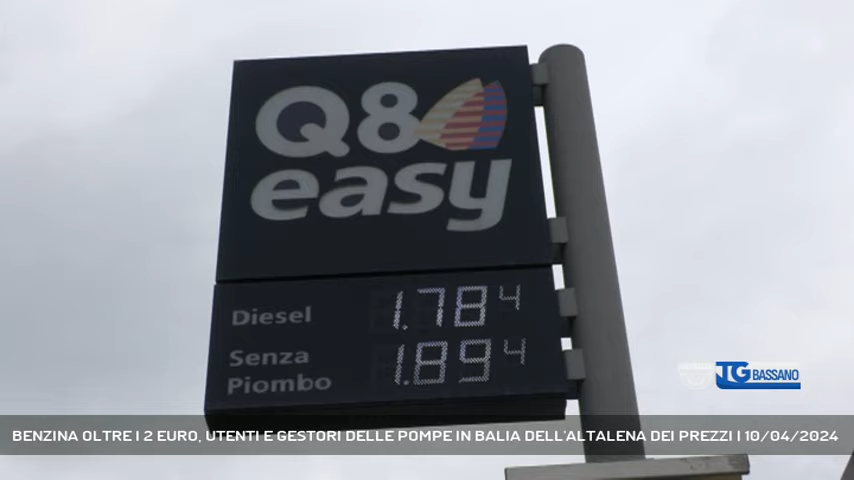 Q8
easy
Diesel 1.784
Senza
Piombo 1.894
TG BASSANO
BENZINA OLTRE I 2 EURO, UTENTI E GESTORI DELLE POMPE IN BALIA DELL'ALTALENA DEI PREZZI | 10/04/2024